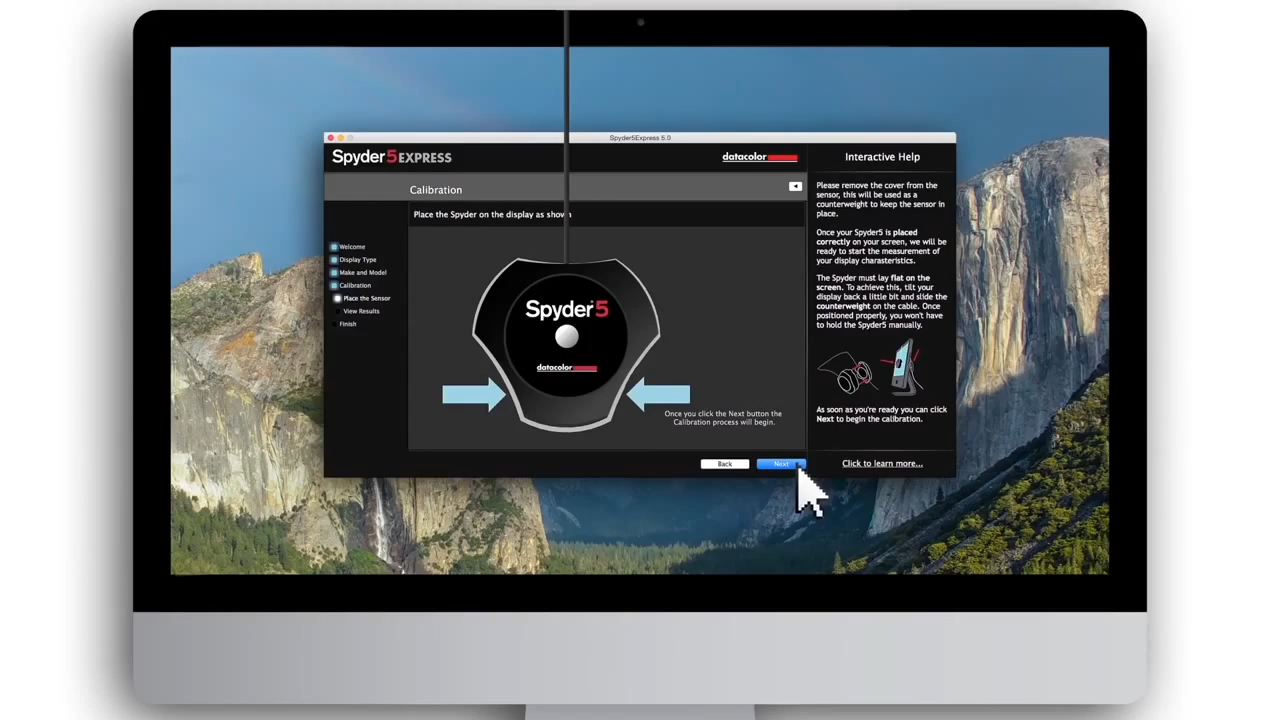 Spyder5Express 5.0
Spyder5EXPRESS
datacolor
Interactive Help
Calibration
Place the Spyder on the display as shown
Welcome
Display Type
Make and Model
Calibration
Place the Sensor
View Results
Finish
Spyder5
datacolor
Once you click the Next button the
Calibration process will begin.
Back
Next
Please remove the cover from the
sensor, this will be used as a
counterweight to keep the sensor in
place.
Once your Spyder5 is placed
correctly on your screen, we will be
ready to start the measurement of
your display charasteristics.
The Spyder must lay flat on the
screen. To achieve this, tilt your
display back a little bit and slide the
counterweight on the cable. Once
positioned properly, you won't have
to hold the Spyder5 manually.
As soon as you're ready you can click
Next to begin the calibration.
Click to learn more...